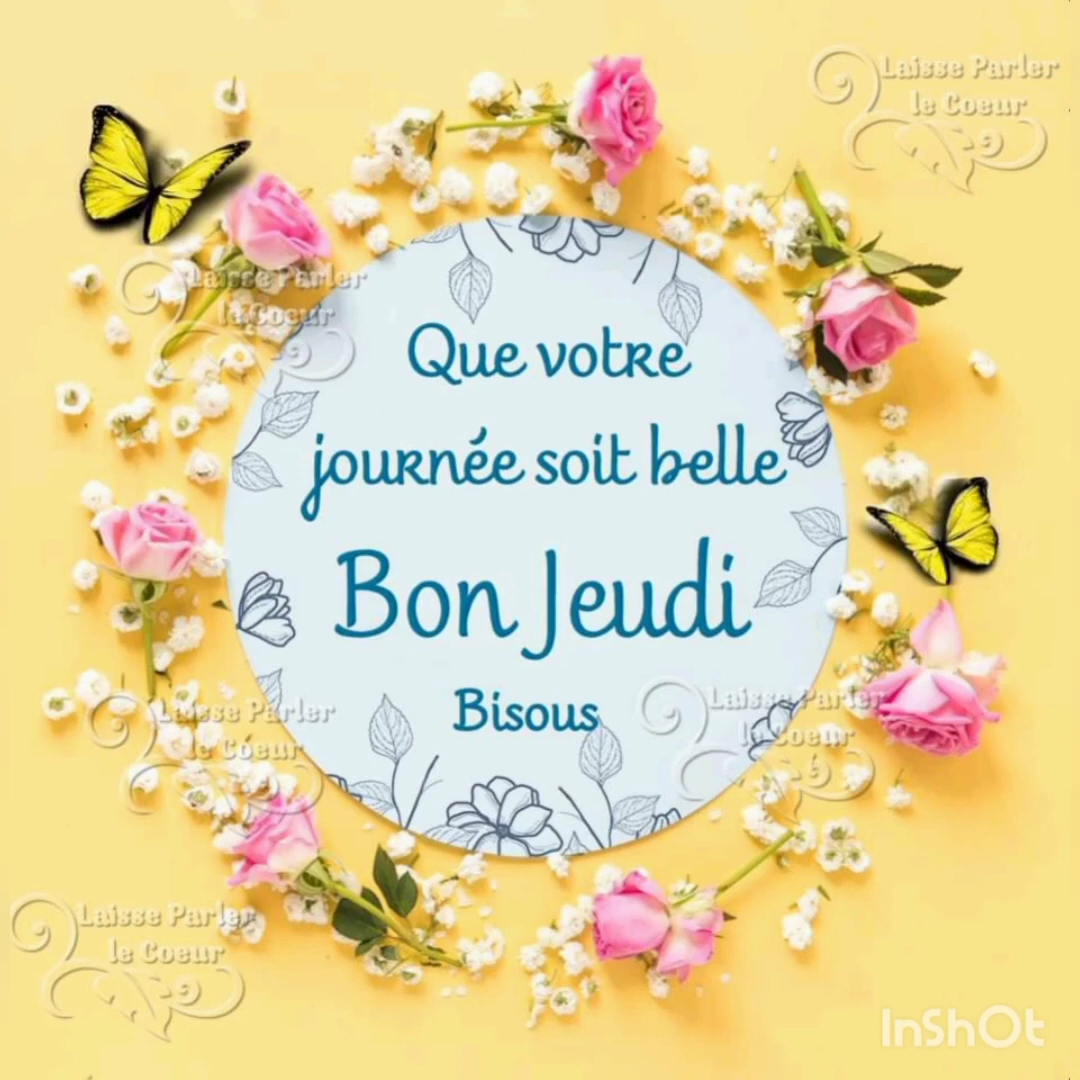 Laisse Parler
le Coeur
Laisse Parler
le Coeur
Que votre
journée soit belle
Bon Jeudi
Bisous
Laisse Parler
le Coeur
Laisse Parler
le Coeur
Laisse Parler
le Coeur
InShOt